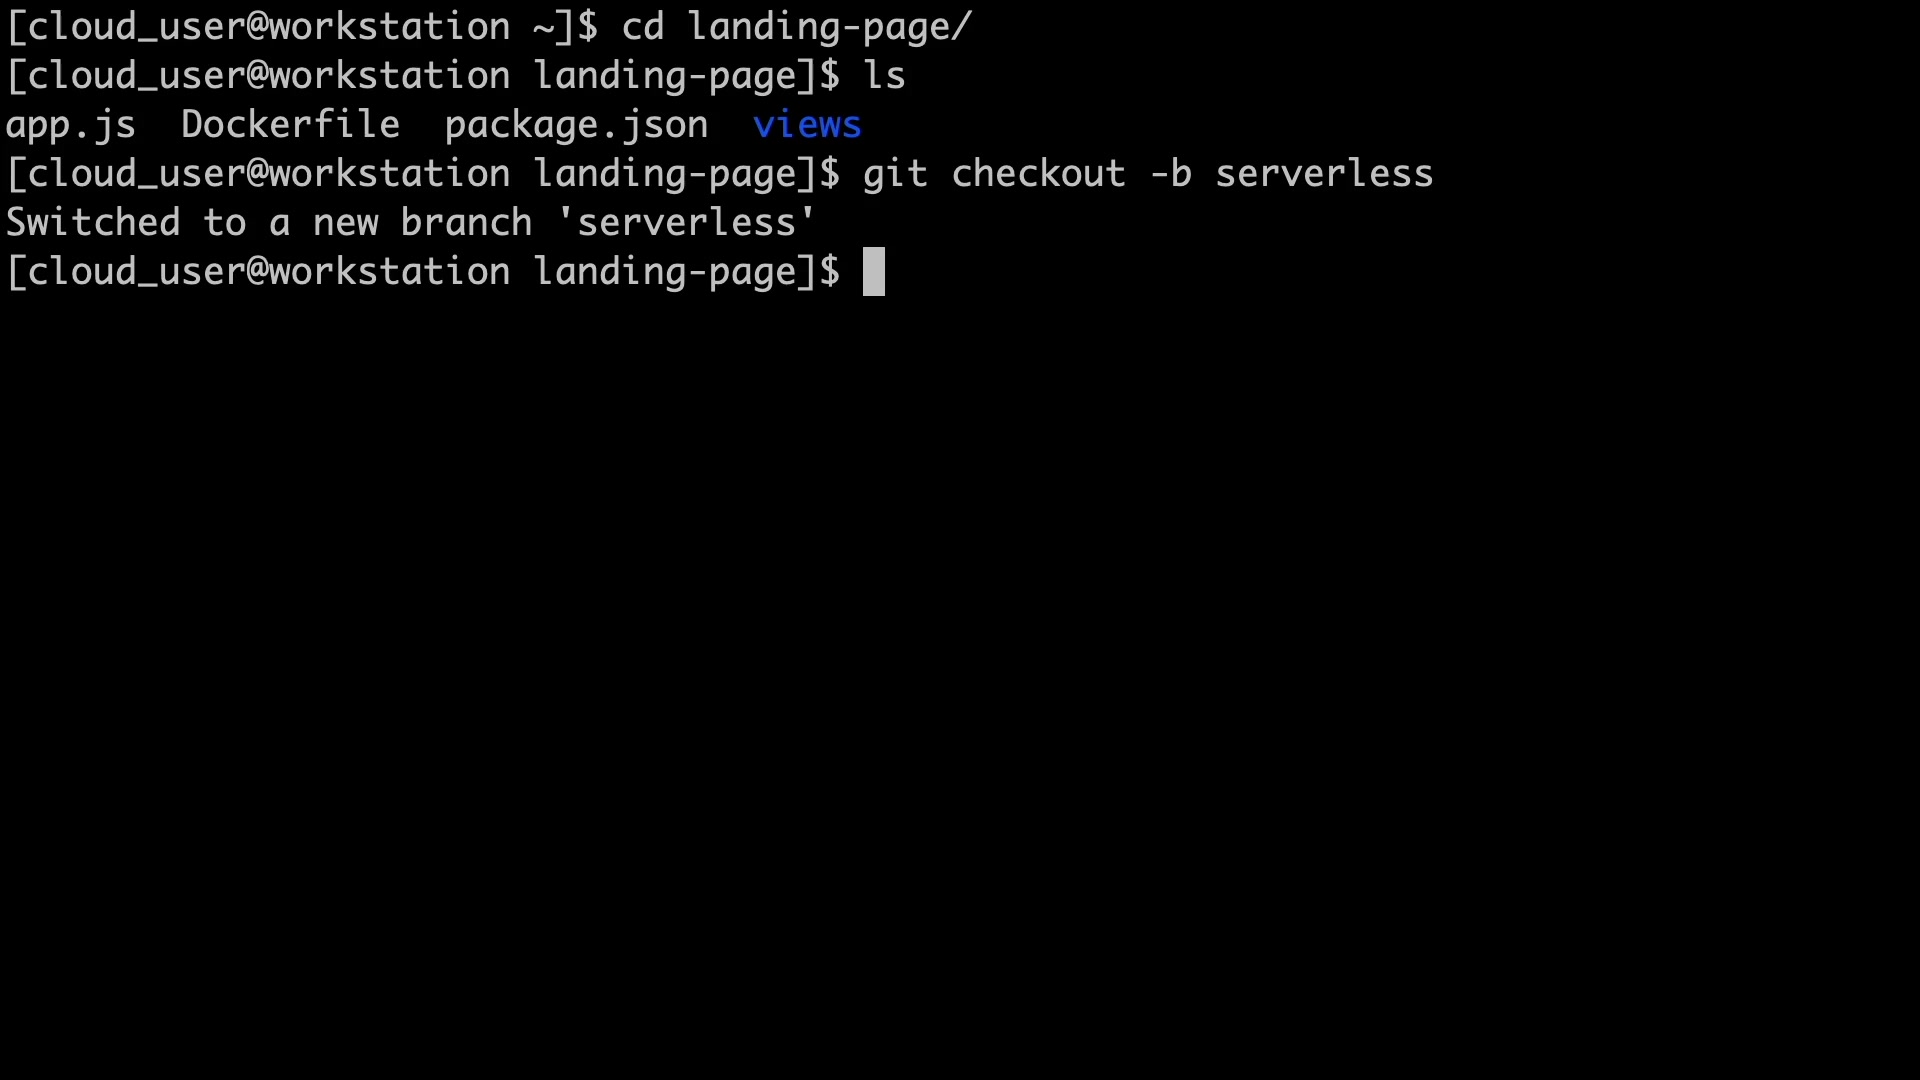 [cloud_user@workstation ~]$ cd landing-page/
[cloud_user@workstation landing-page]$ ls
app.js  Dockerfile  package.json  views
[cloud_user@workstation landing-page]$ git checkout -b serverless
Switched to a new branch 'serverless'
[cloud_user@workstation landing-page]$